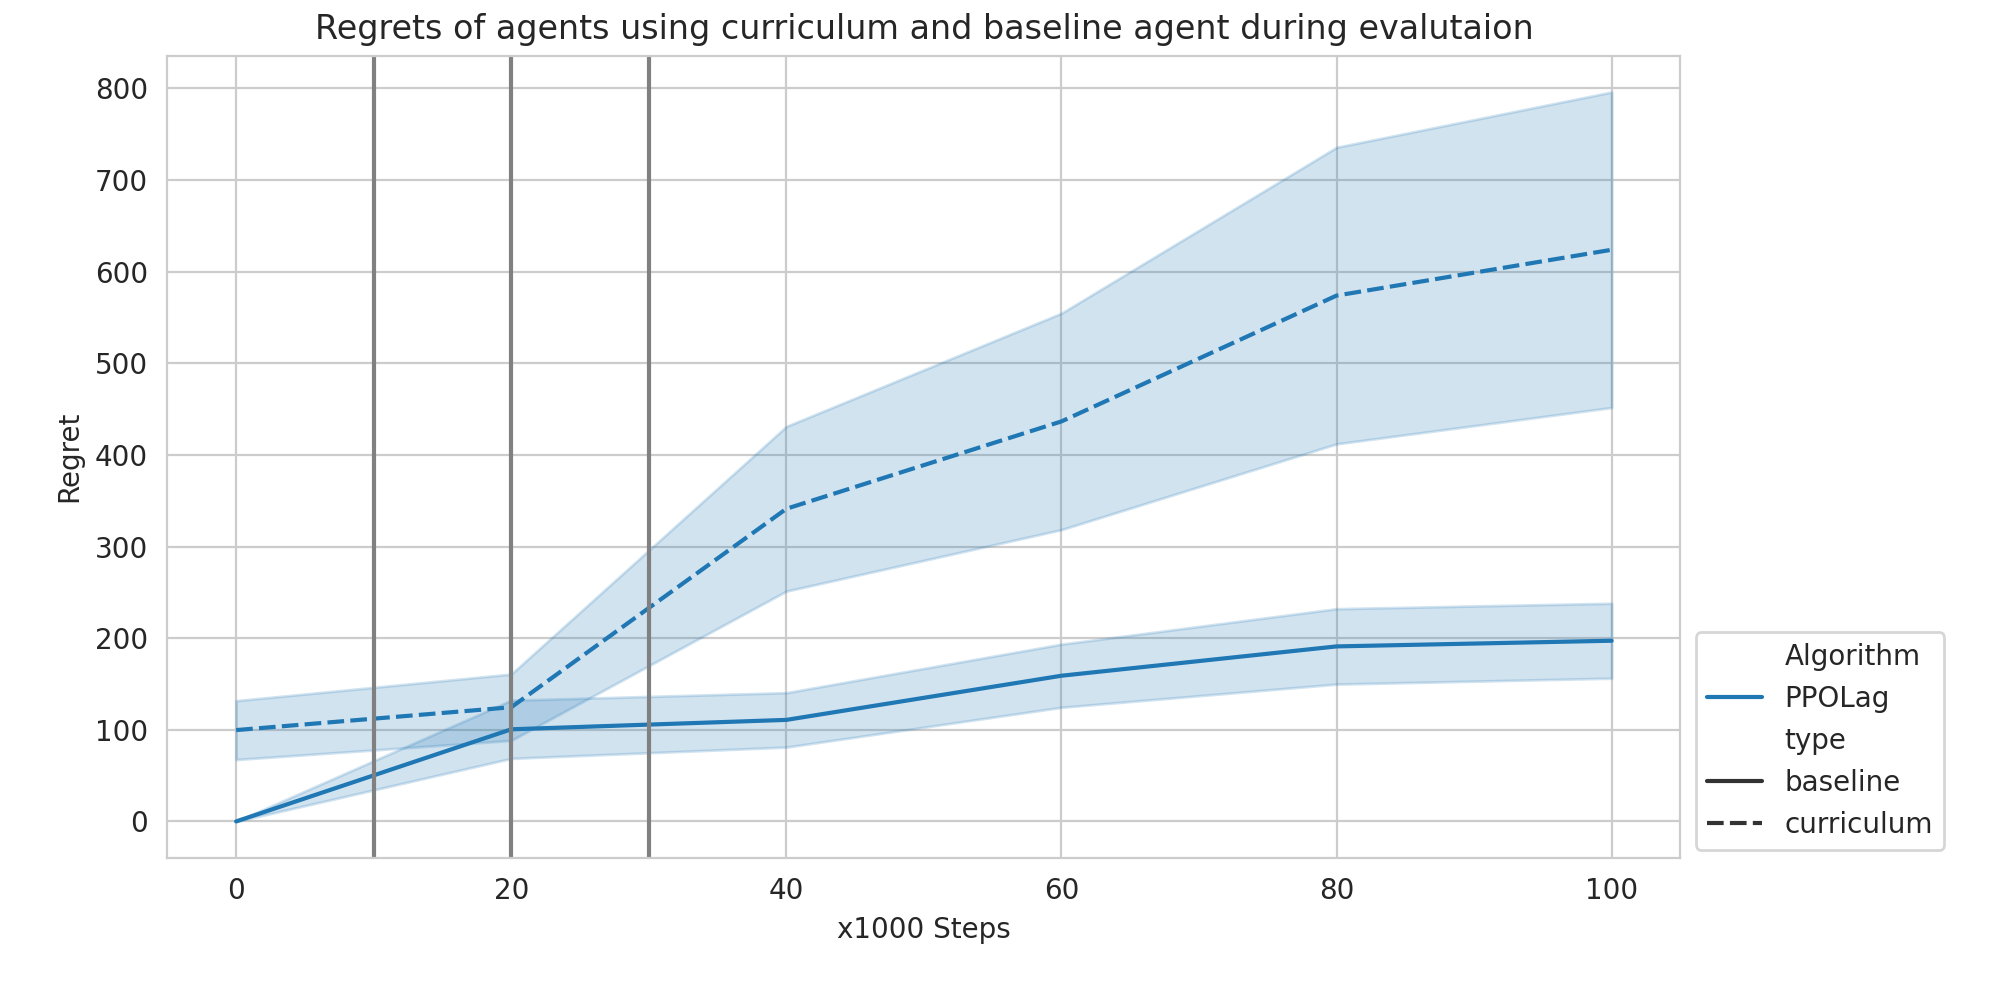 Regrets of agents using curriculum and baseline agent during evalutaion
800
700
600
500
400
300
200
100
0
Regret
0 20 40 60 80 100
x1000 Steps
Algorithm
PPOLag
type
baseline
curriculum